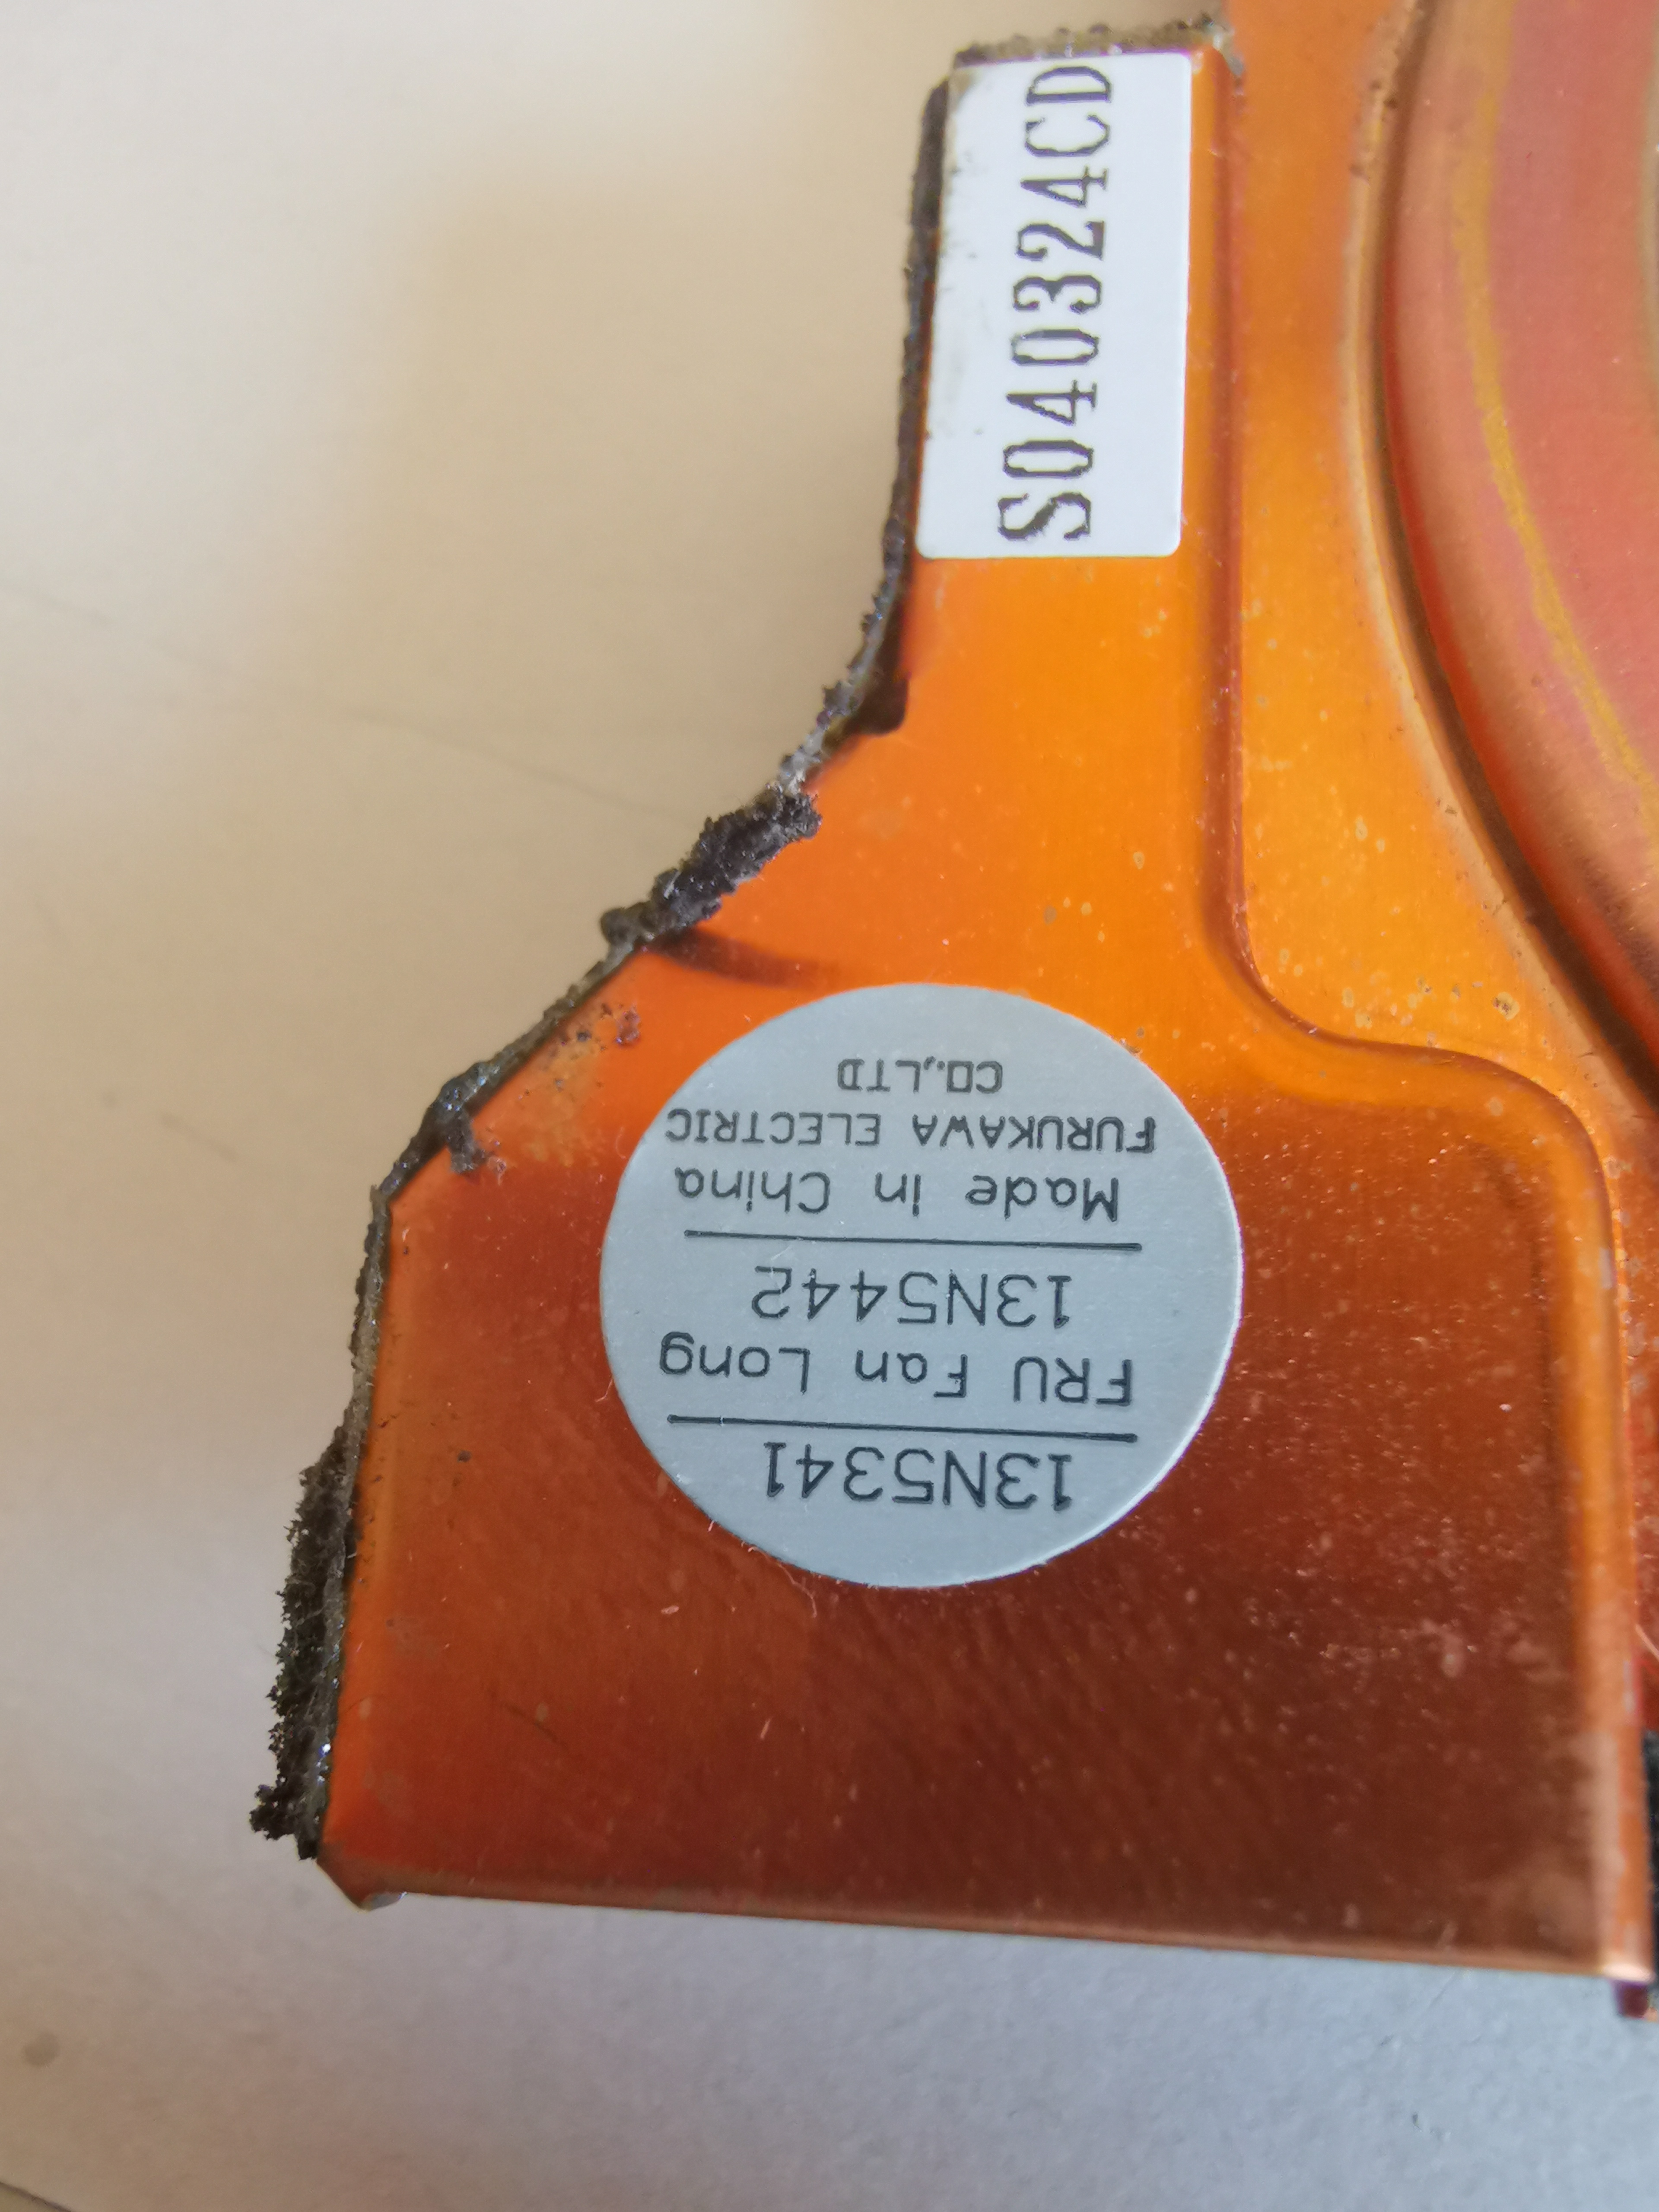 S040324CD
13N5341
FRU Fan Long
13N5442
Made in China
FURUKAWA ELECTRIC
CO.,LTD